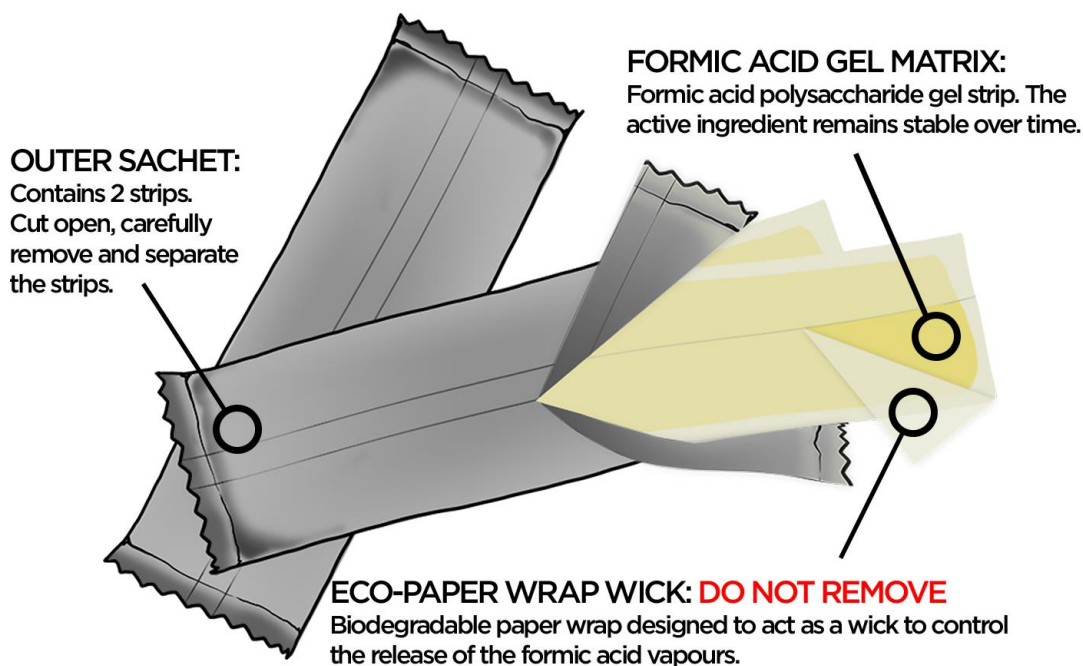 FORMIC ACID GEL MATRIX:
Formic acid polysaccharide gel strip. The
active ingredient remains stable over time.
OUTER SACHET:
Contains 2 strips.
Cut open, carefully
remove and separate
the strips.
ECO-PAPER WRAP WICK: DO NOT REMOVE
Biodegradable paper wrap designed to act as a wick to control
the release of the formic acid vapours.